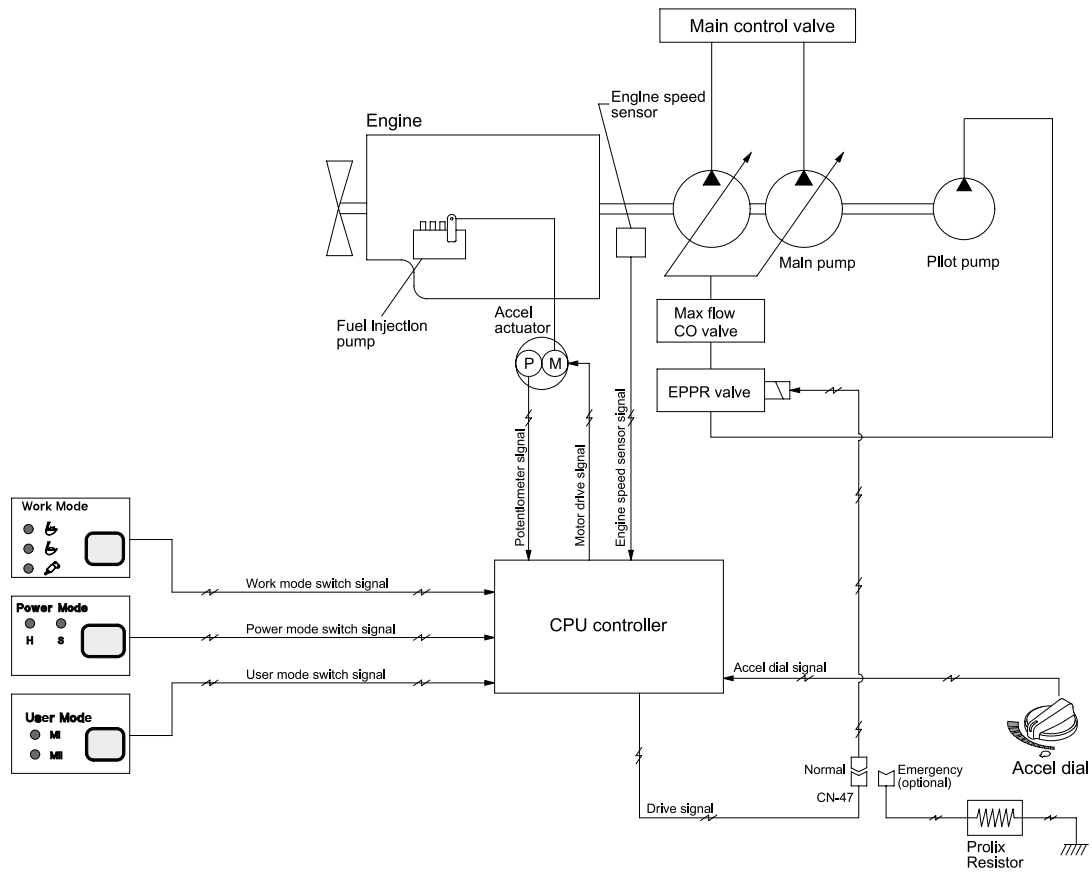 Main control valve
Engine speed
sensor
Engine
Main pump
Pilot pump
Fuel injection
pump
Accel
actuator
P
M
Max flow
CO valve
EPPR valve
Potentiometer signal
Motor drive signal
Engine speed sensor signal
Work Mode
Work mode switch signal
Power Mode
H
S
Power mode switch signal
CPU controller
User mode switch signal
User Mode
MI
MII
Accel dial signal
Accel dial
Normal
CN-47
Emergency
(optional)
Drive signal
Prolix
Resistor